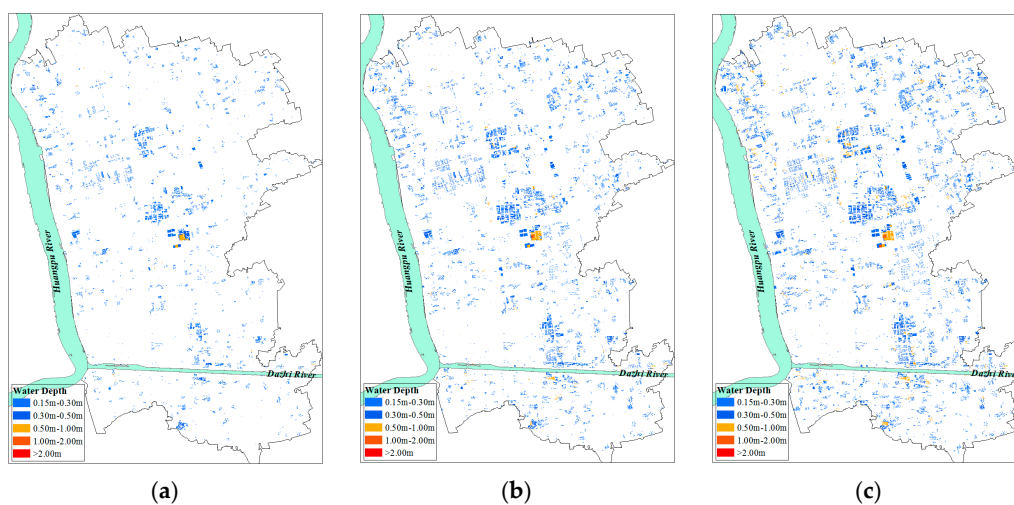 Huangpu River
Dazhi River
Water Depth
0.15m-0.30m
0.30m-0.50m
0.50m-1.00m
1.00m-2.00m
>2.00m
(a)
Huangpu River
Dazhi River
Water Depth
0.15m-0.30m
0.30m-0.50m
0.50m-1.00m
1.00m-2.00m
>2.00m
(b)
Huangpu River
Dazhi River
Water Depth
0.15m-0.30m
0.30m-0.50m
0.50m-1.00m
1.00m-2.00m
>2.00m
(c)